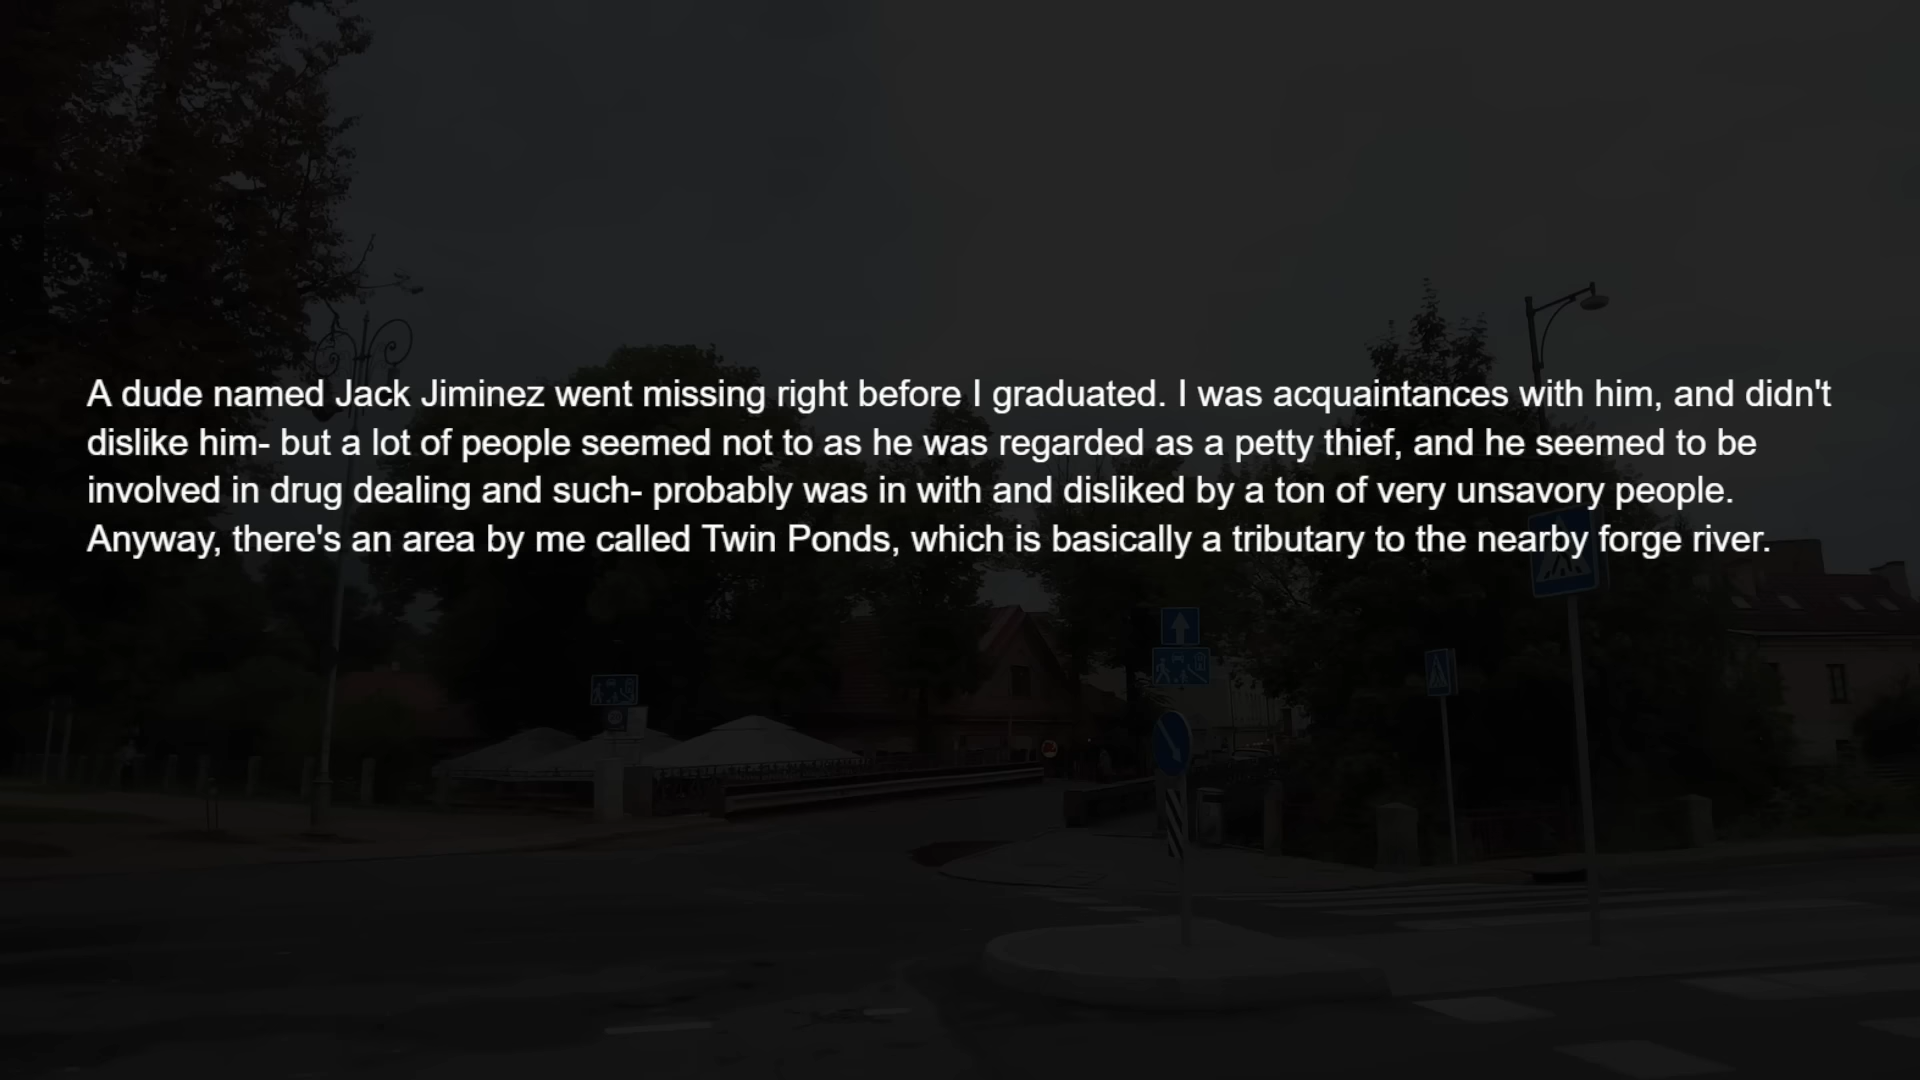 A dude named Jack Jiminez went missing right before I graduated. I was acquaintances with him, and didn't
dislike him- but a lot of people seemed not to as he was regarded as a petty thief, and he seemed to be
involved in drug dealing and such- probably was in with and disliked by a ton of very unsavory people.
Anyway, there's an area by me called Twin Ponds, which is basically a tributary to the nearby forge river.